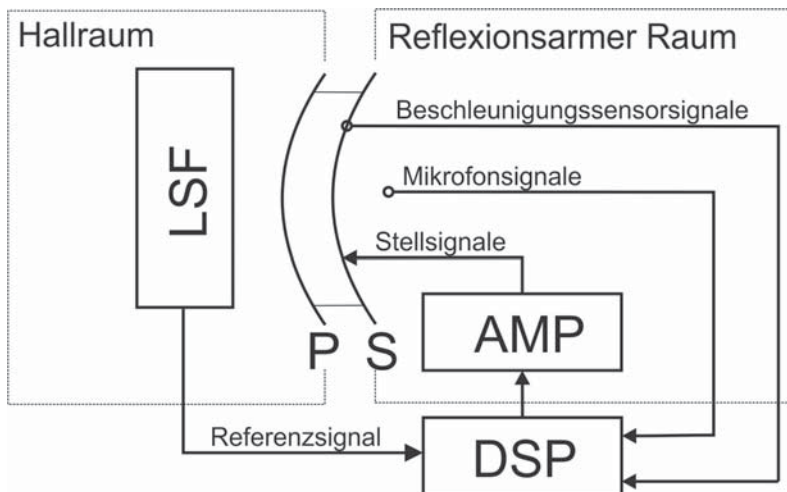 Hallraum
Reflexionsarmer Raum
Beschleunigungssensorsignale
LSF
Mikrofonsignale
Stellsignale
AMP
P S
Referenzsignal
DSP